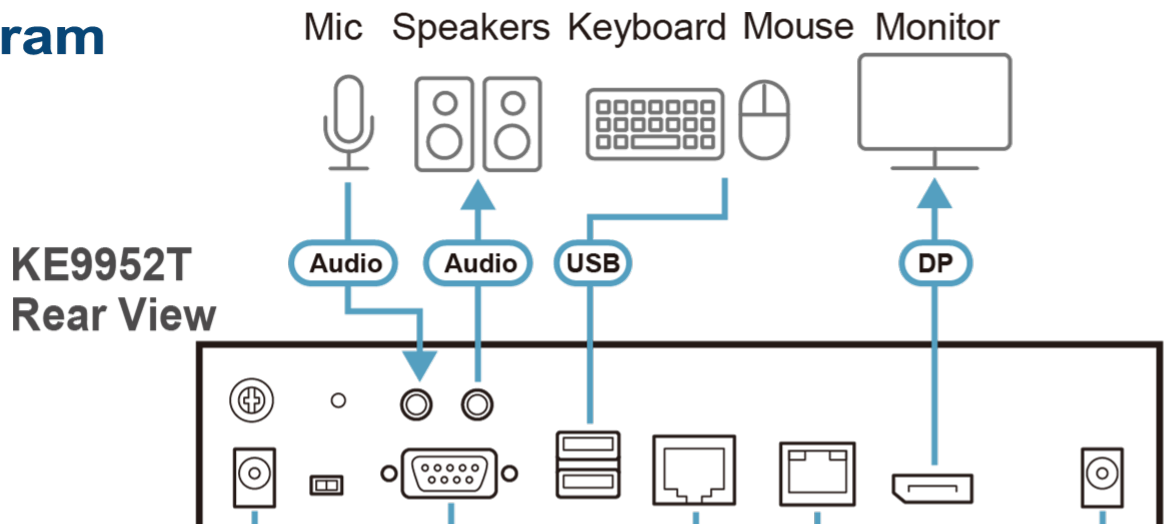 ram
Mic Speakers Keyboard Mouse Monitor
Audio Audio USB DP
KE9952T
Rear View